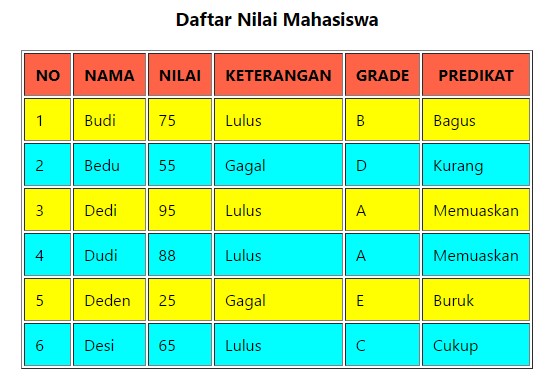 Daftar Nilai Mahasiswa
NO NAMA NILAI KETERANGAN GRADE PREDIKAT
1 Budi 75 Lulus B Bagus
2 Bedu 55 Gagal D Kurang
3 Dedi 95 Lulus A Memuaskan
4 Dudi 88 Lulus A Memuaskan
5 Deden 25 Gagal E Buruk
6 Desi 65 Lulus C Cukup